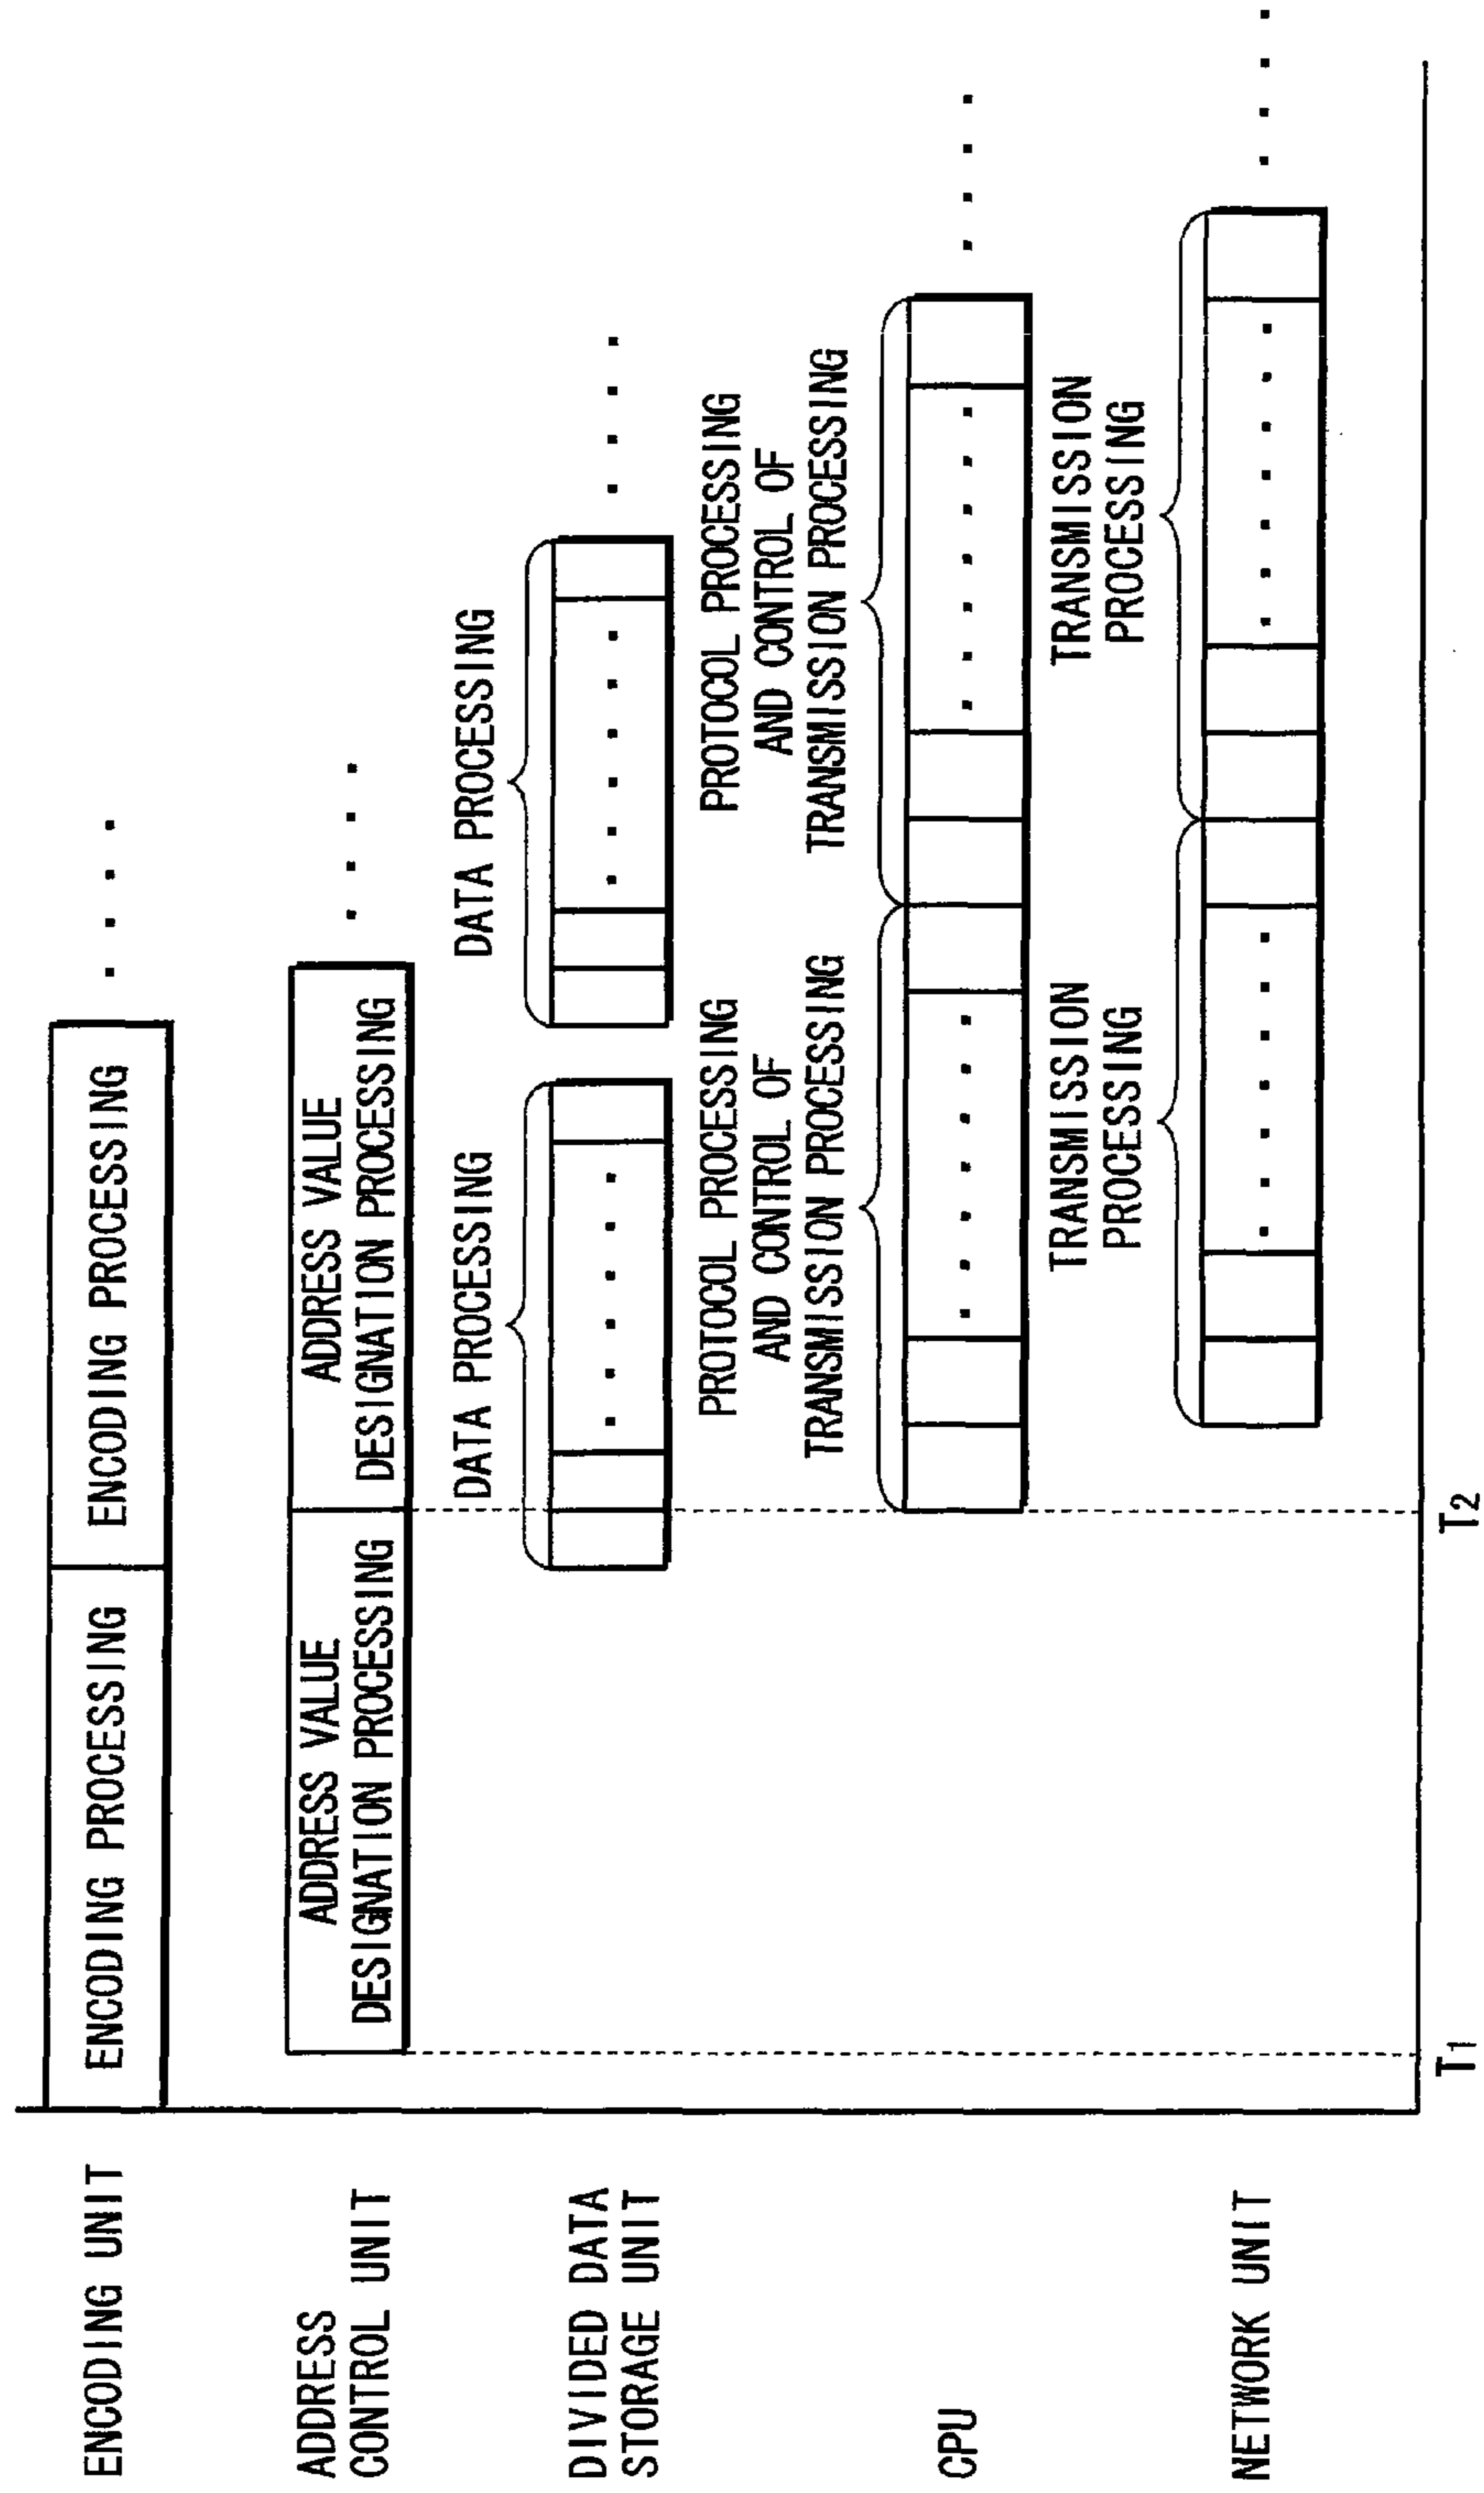 ENCODING UNIT
ENCODING PROCESSING
ENCODING PROCESSING
ADDRESS
CONTROL UNIT
ADDRESS VALUE
DESIGNATION PROCESSING
ADDRESS VALUE
DESIGNATION PROCESSING
DIVIDED DATA
STORAGE UNIT
DATA PROCESSING
DATA PROCESSING
CPU
PROTOCOL PROCESSING
AND CONTROL OF
TRANSMISSION PROCESSING
PROTOCOL PROCESSING
AND CONTROL OF
TRANSMISSION PROCESSING
NETWORK UNIT
TRANSMISSION
PROCESSING
TRANSMISSION
PROCESSING
T1
T2